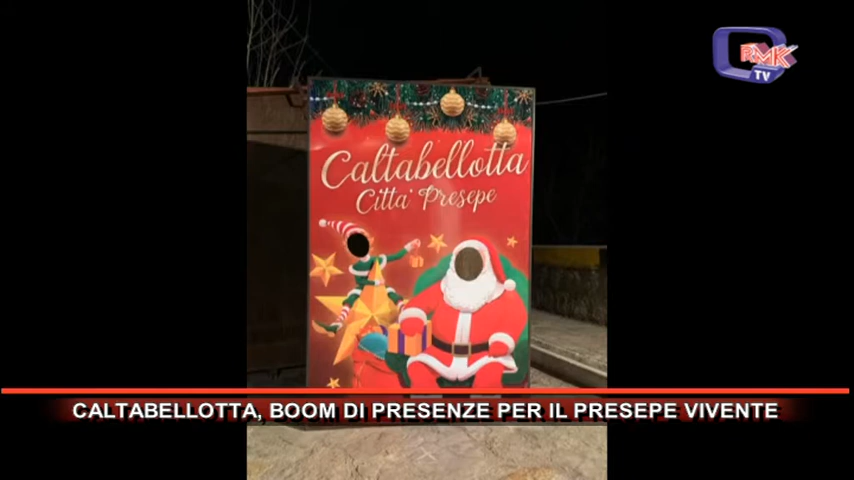 RMK
TV
Caltabellotta
Città Presepe
CALTABELLOTTA, BOOM DI PRESENZE PER IL PRESEPE VIVENTE